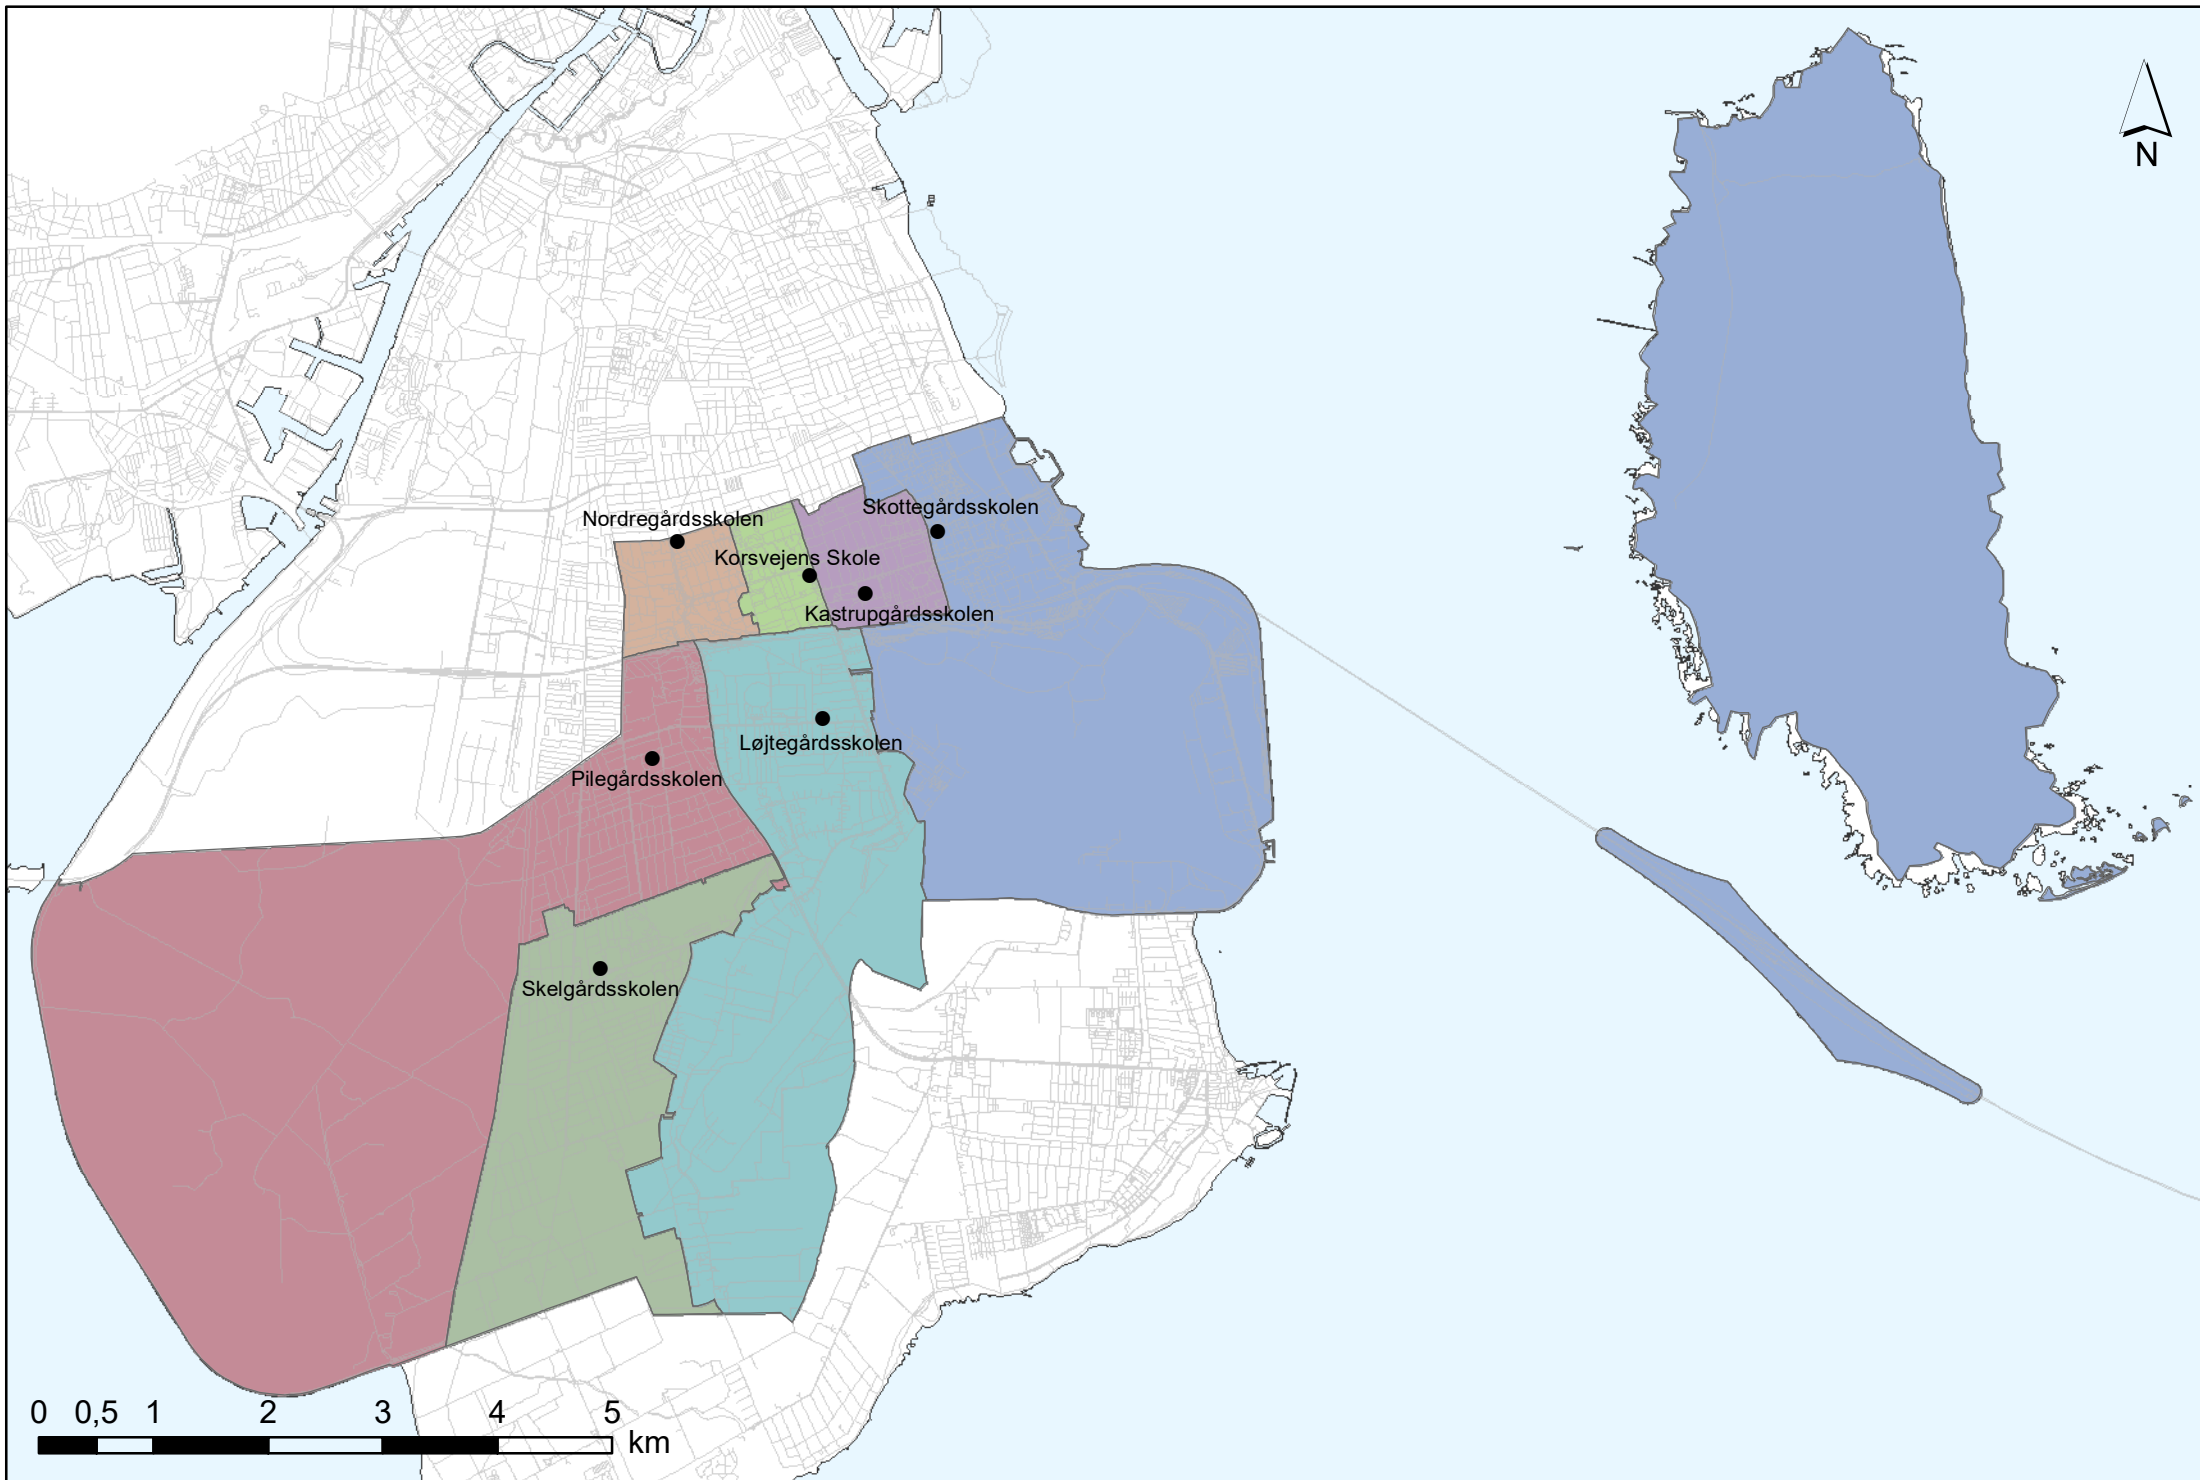 N
Skottegårdsskolen
Nordregårdsskolen
Korsvejens Skole
Kastrupgårdsskolen
Løjtegårdsskolen
Pilegårdsskolen
Skelgårdsskolen
0 0,5 1 2 3 4 5
km